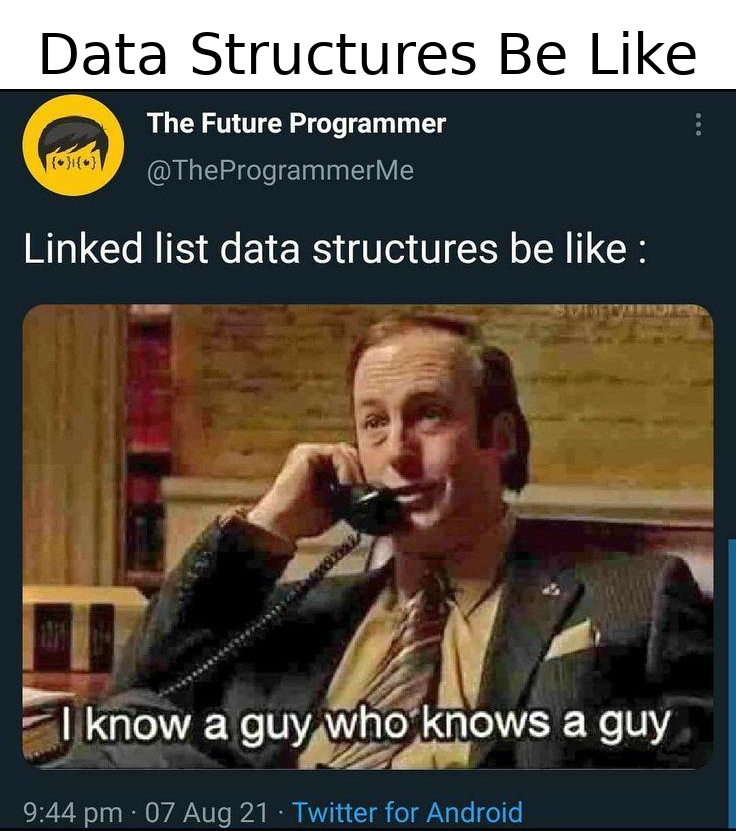 Data Structures Be Like
The Future Programmer
@TheProgrammerMe
Linked list data structures be like :
I know a guy who knows a guy
9:44 pm · 07 Aug 21 · Twitter for Android